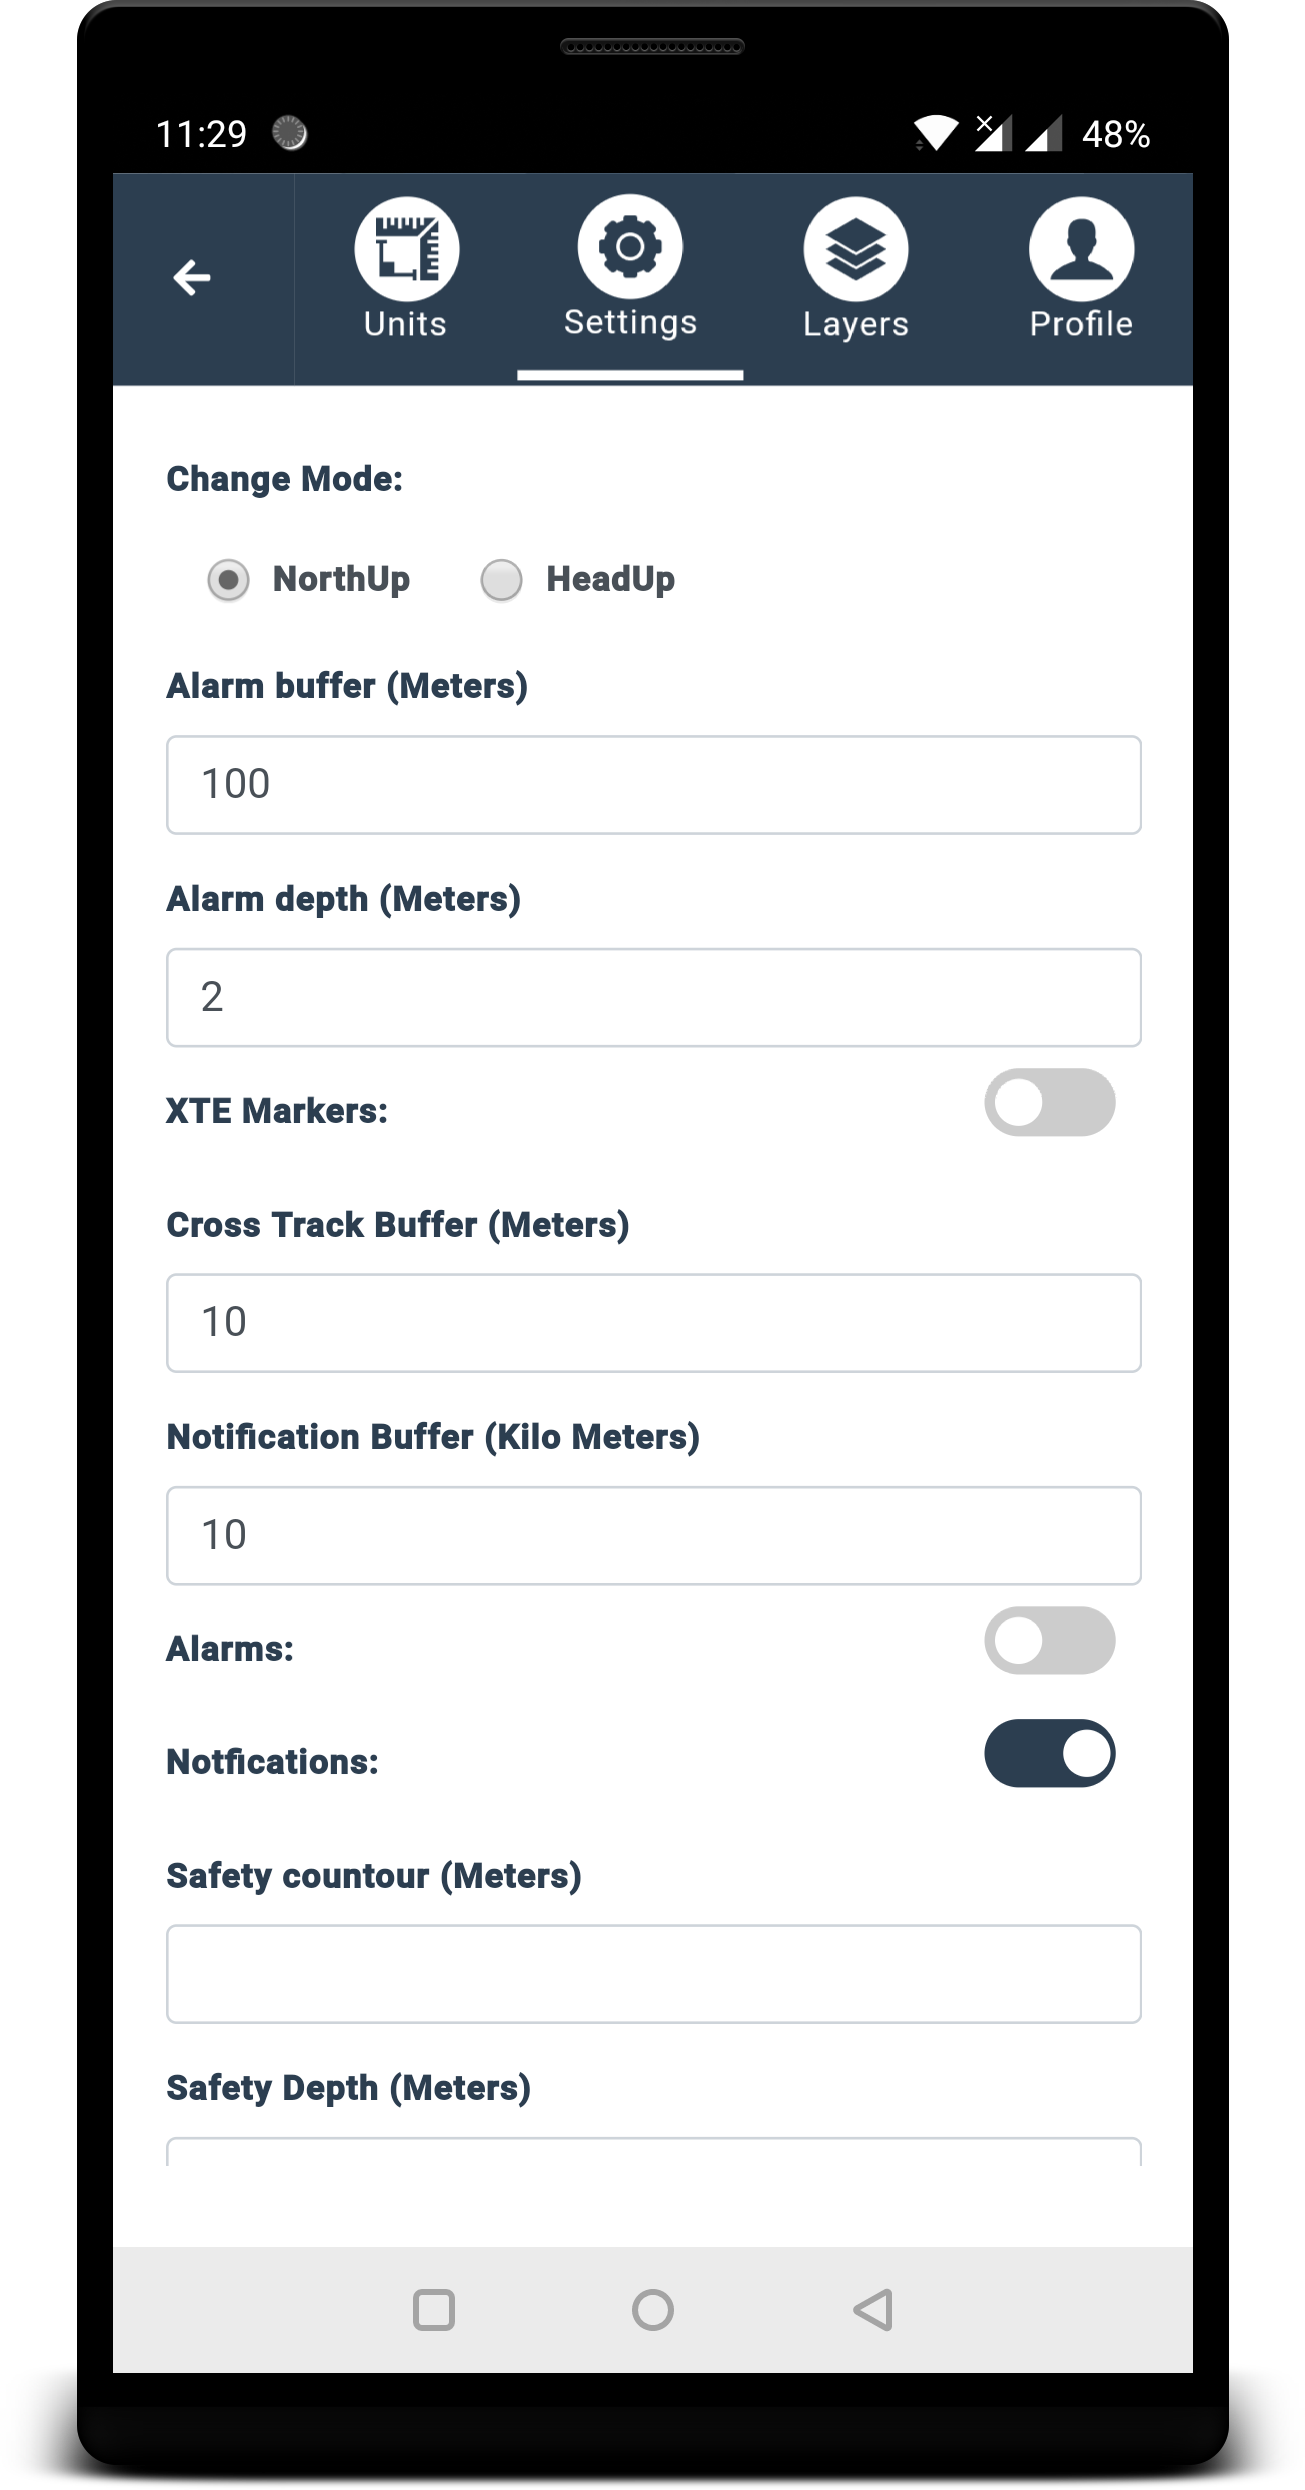 11:29 48%
Units Settings Layers Profile
Change Mode:
NorthUp HeadUp
Alarm buffer (Meters)
100
Alarm depth (Meters)
2
XTE Markers:
Cross Track Buffer (Meters)
10
Notification Buffer (Kilo Meters)
10
Alarms:
Notfications:
Safety countour (Meters)
Safety Depth (Meters)